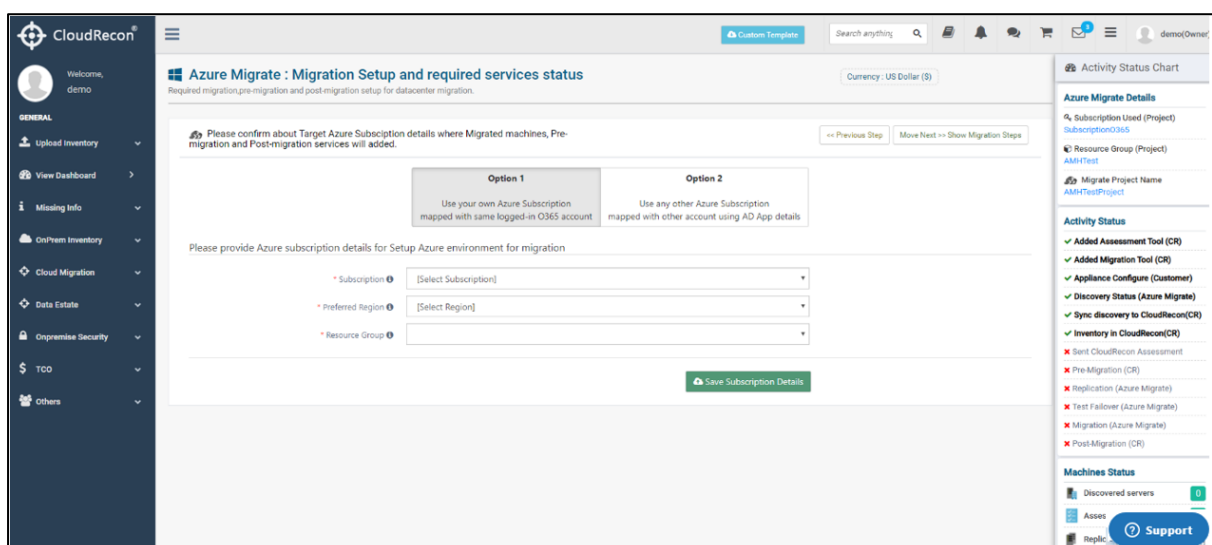 CloudRecon®
Custom Template
Search anything
3
demo(Owner)
Welcome,
demo
GENERAL
Upload Inventory
View Dashboard
Missing Info
OnPrem Inventory
Cloud Migration
Data Estate
Onpremise Security
TCO
Others
Azure Migrate : Migration Setup and required services status
Required migration,pre-migration and post-migration setup for datacenter migration.
Currency : US Dollar ($)
Please confirm about Target Azure Subsciption details where Migrated machines, Pre-
migration and Post-migration services will added.
<< Previous Step
Move Next >> Show Migration Steps
Option 1
Use your own Azure Subscription
mapped with same logged-in O365 account
Option 2
Use any other Azure Subscription
mapped with other account using AD App details
Please provide Azure subscription details for Setup Azure environment for migration
* Subscription
[Select Subscription]
* Preferred Region
[Select Region]
* Resource Group
Save Subscription Details
Activity Status Chart
Azure Migrate Details
Subscription Used (Project)
SubscriptionO365
Resource Group (Project)
AMHTest
Migrate Project Name
AMHTestProject
Activity Status
Added Assessment Tool (CR)
Added Migration Tool (CR)
Appliance Configure (Customer)
Discovery Status (Azure Migrate)
Sync discovery to CloudRecon(CR)
Inventory in CloudRecon(CR)
Sent CloudRecon Assessment
Pre-Migration (CR)
Replication (Azure Migrate)
Test Failover (Azure Migrate)
Migration (Azure Migrate)
Post-Migration (CR)
Machines Status
Discovered servers 0
Asses
Replic
Support